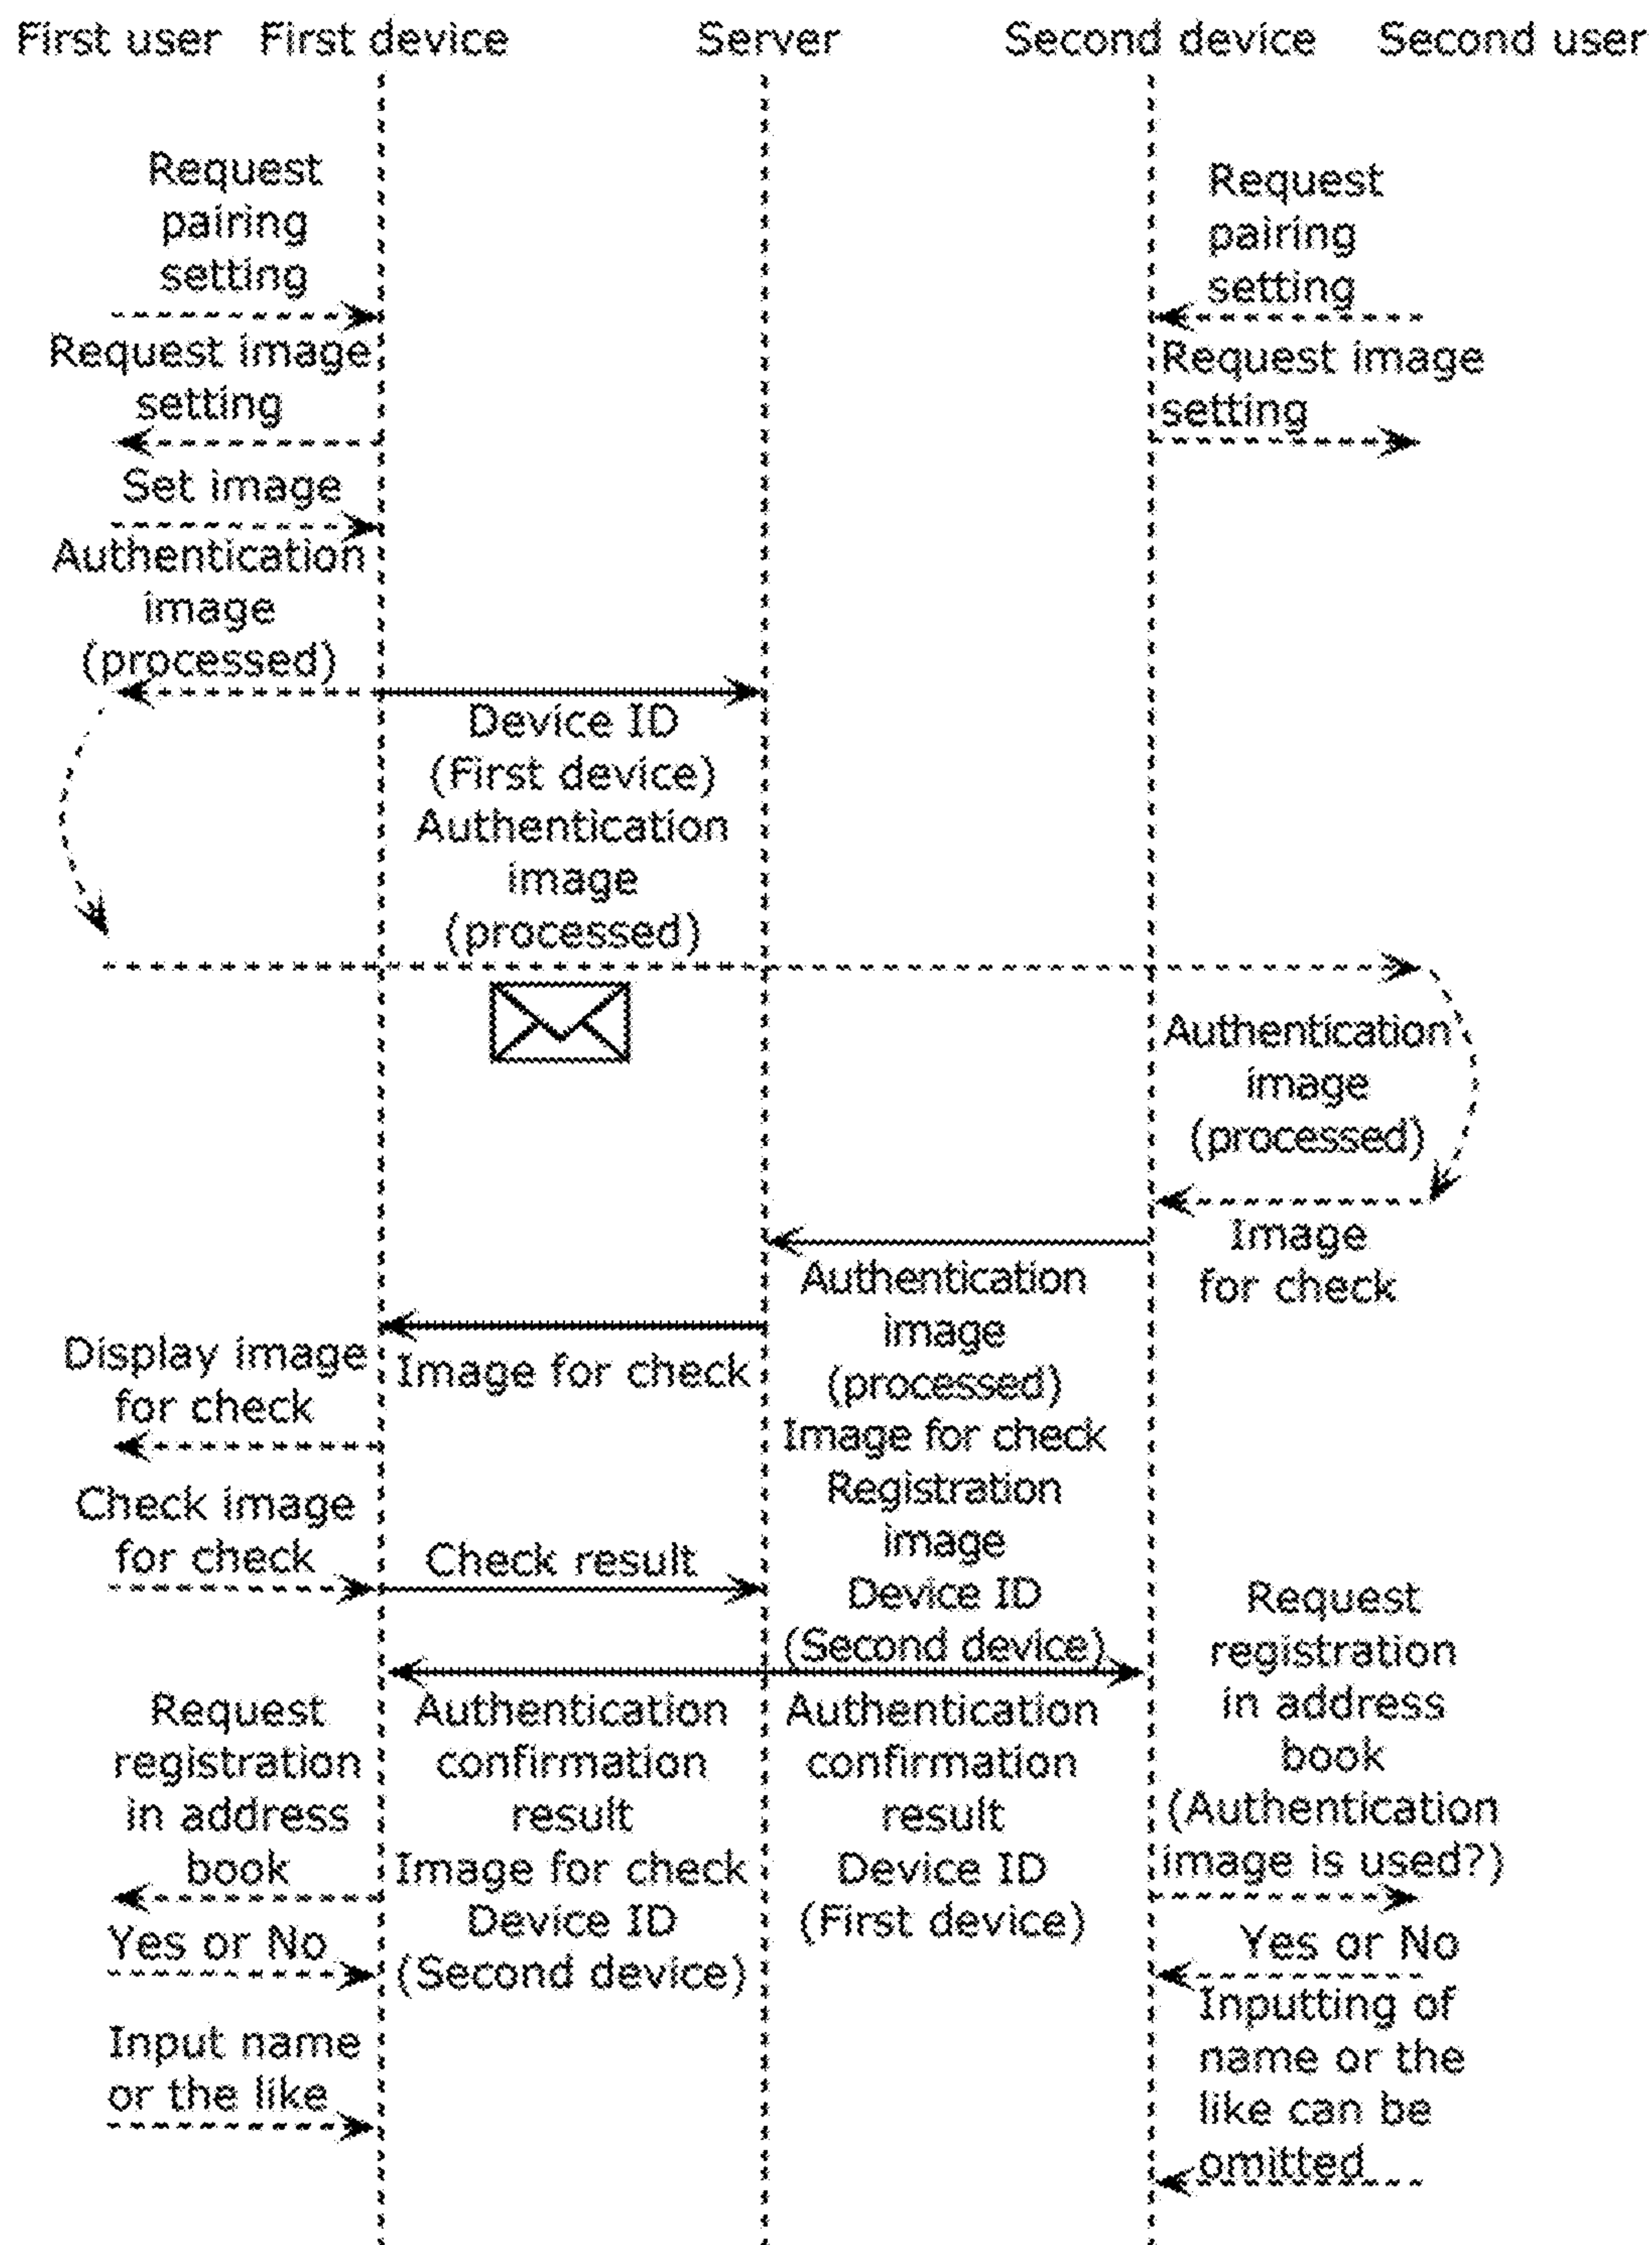 First user First device Server Second device Second user
Request
pairing
setting
Request
pairing
setting
Request image
setting
Request image
setting
Set image
Authentication
image
(processed)
Device ID
(First device)
Authentication
image
(processed)
Authentication
image
(processed)
Image
for check
Authentication
image
(processed)
Image for check
Registration
image
Device ID
(Second device)
Image for check
Display image
for check
Check image
for check
Check result
Request
registration
in address
book
Authentication
confirmation
result
Image for check
Device ID
(Second device)
Authentication
confirmation
result
Device ID
(First device)
Request
registration
in address
book
(Authentication
image is used?)
Yes or No
Yes or No
Input name
or the like
Inputting of
name or the
like can be
omitted